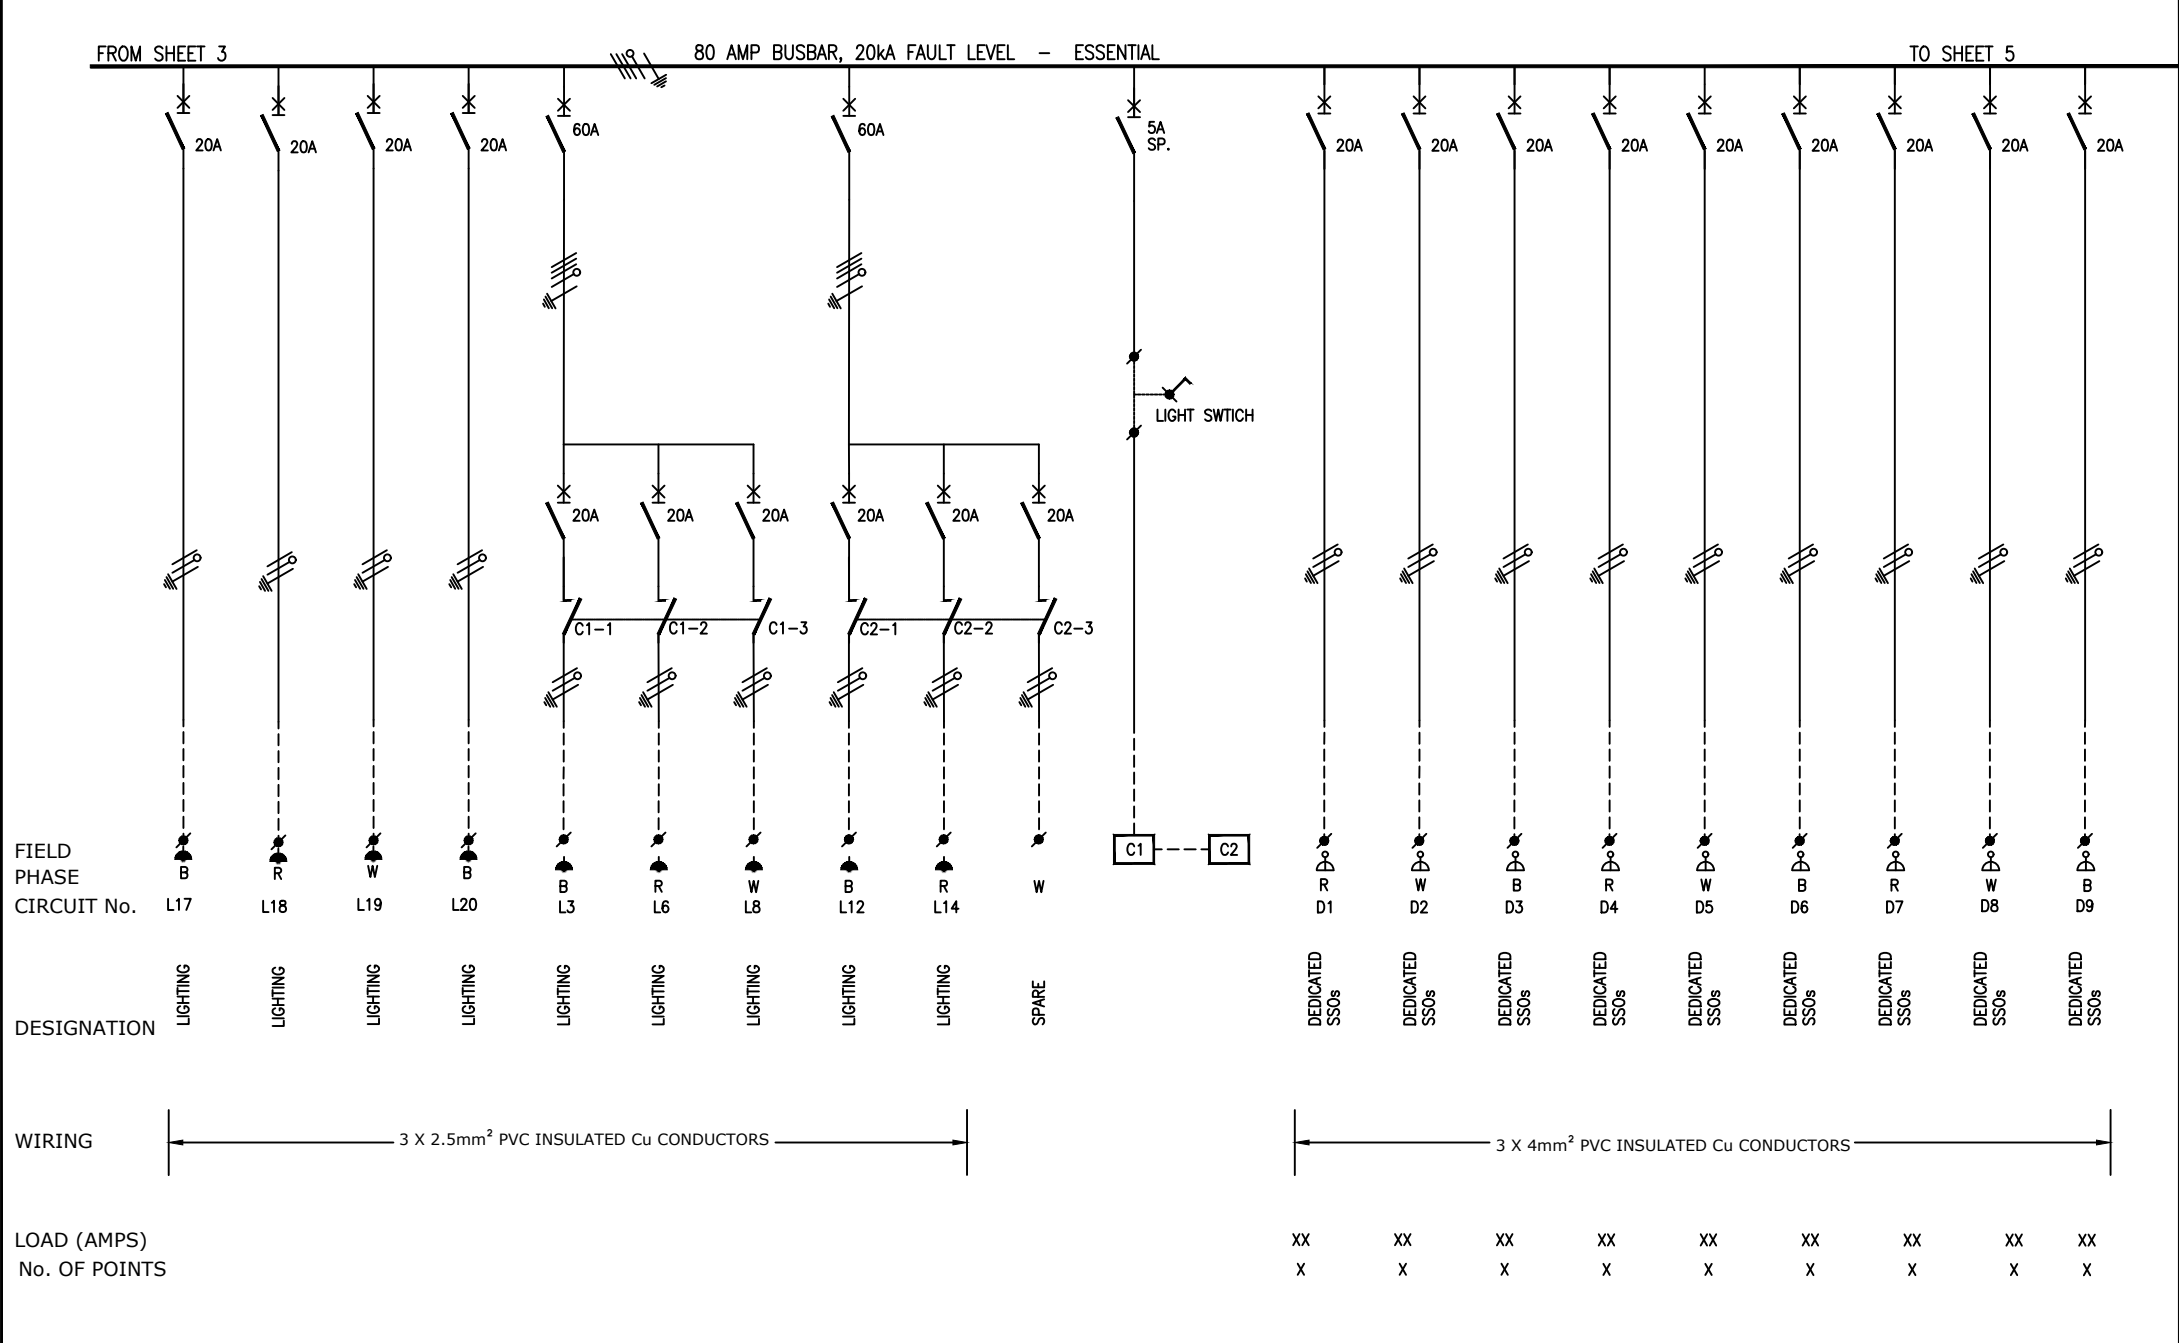 FROM SHEET 3 80 AMP BUSBAR, 20kA FAULT LEVEL - ESSENTIAL TO SHEET 5
20A 20A 20A 20A 60A 60A 5A 20A 20A 20A 20A 20A 20A 20A 20A 20A
SP.
LIGHT SWTICH
20A 20A 20A 20A 20A 20A
C1-1 C1-2 C1-3 C2-1 C2-2 C2-3
C1 C2
FIELD
PHASE B R W B B R W B R W R W B R W B R W B
CIRCUIT No. L17 L18 L19 L20 L3 L6 L8 L12 L14 D1 D2 D3 D4 D5 D6 D7 D8 D9
DESIGNATION LIGHTING LIGHTING LIGHTING LIGHTING LIGHTING LIGHTING LIGHTING LIGHTING LIGHTING SPARE DEDICATED SSOs DEDICATED SSOs DEDICATED SSOs DEDICATED SSOs DEDICATED SSOs DEDICATED SSOs DEDICATED SSOs DEDICATED SSOs DEDICATED SSOs
WIRING 3 X 2.5mm² PVC INSULATED Cu CONDUCTORS 3 X 4mm² PVC INSULATED Cu CONDUCTORS
LOAD (AMPS) XX XX XX XX XX XX XX XX XX
No. OF POINTS X X X X X X X X X